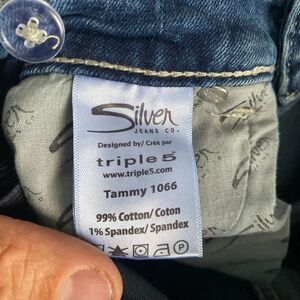 Silver
JEANS CO.
Designed by/ Créé par
triple5
www.triple5.com
Tammy 1066
99% Cotton/ Coton
1% Spandex/ Spandex
P